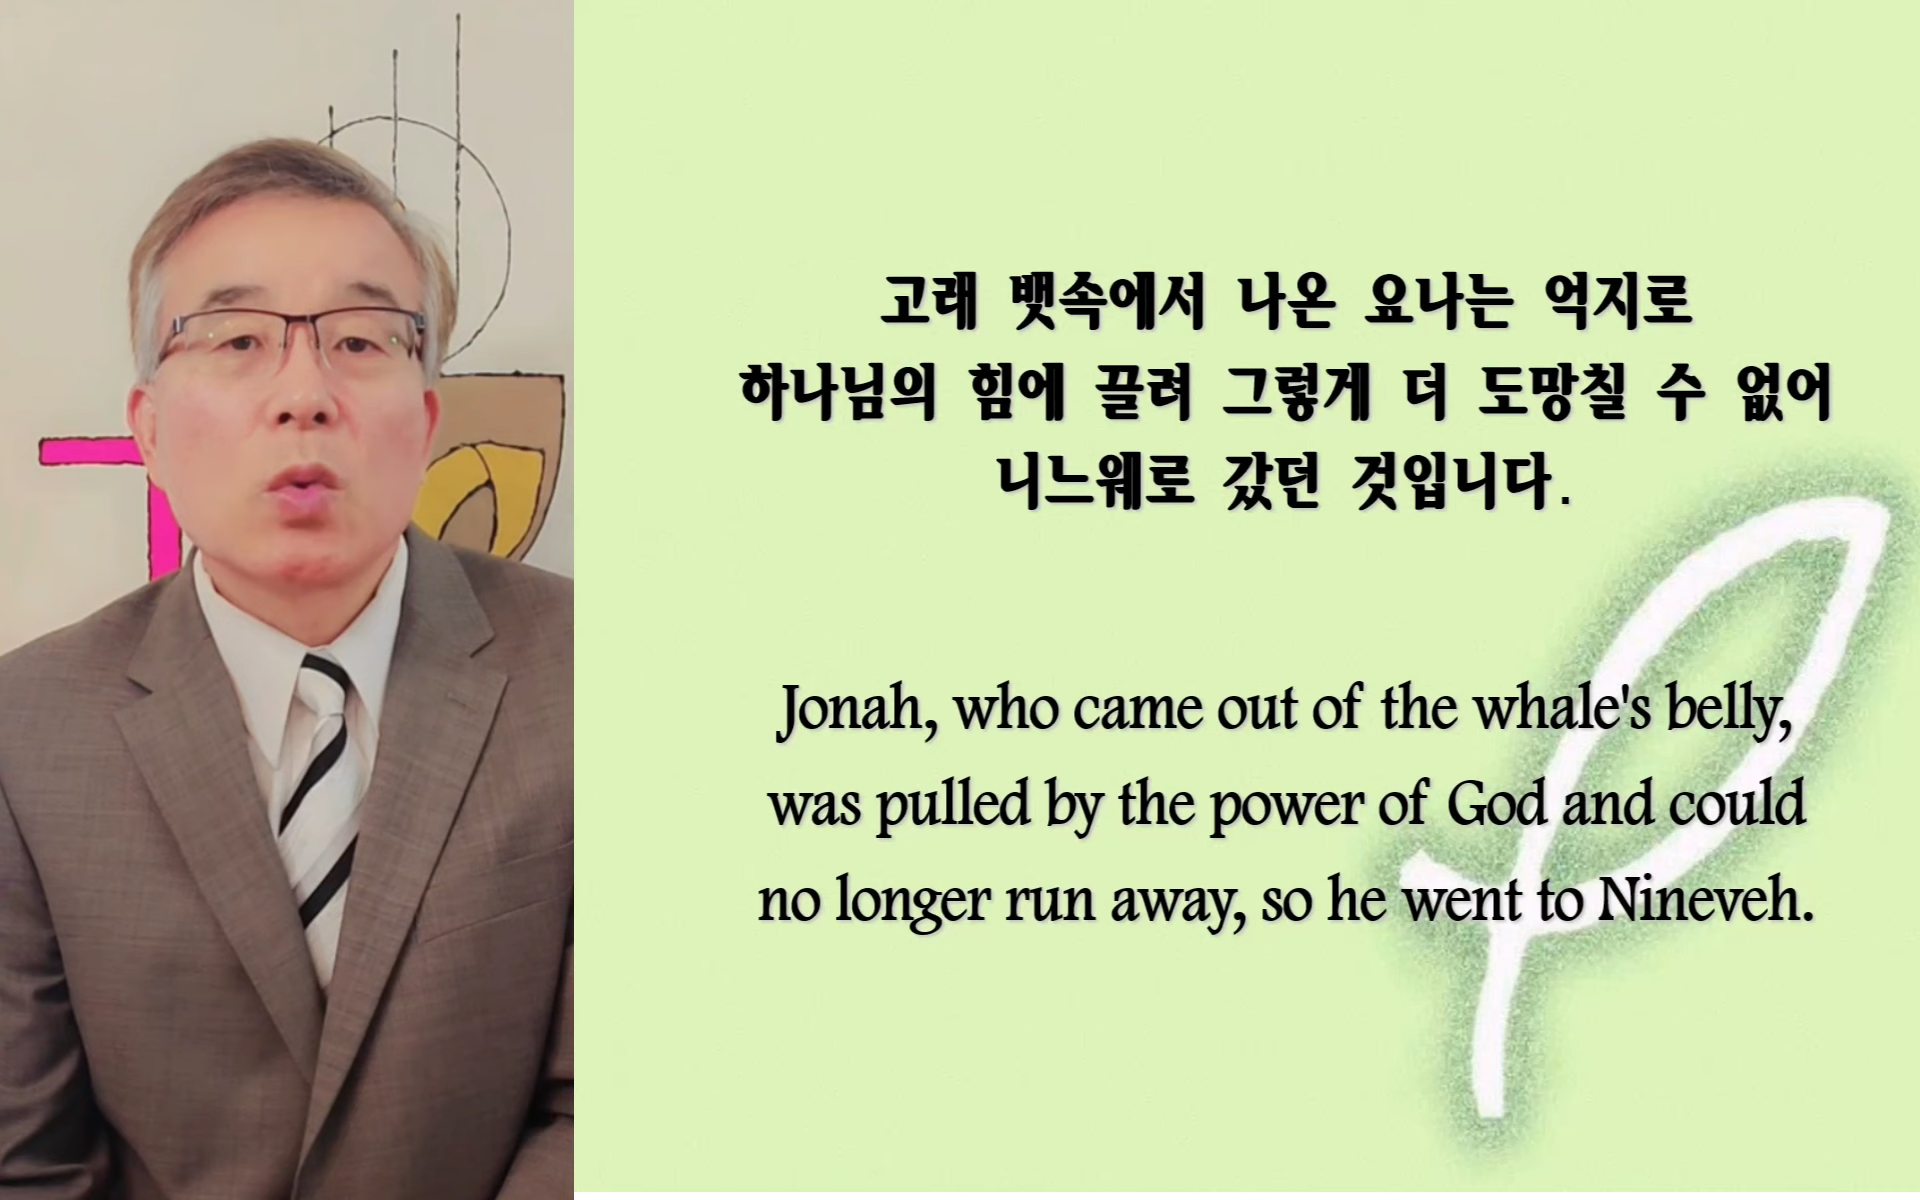 고래 뱃속에서 나온 요나는 억지로
하나님의 힘에 끌려 그렇게 더 도망칠 수 없어
니느웨로 갔던 것입니다.
Jonah, who came out of the whale's belly,
was pulled by the power of God and could
no longer run away, so he went to Nineveh.